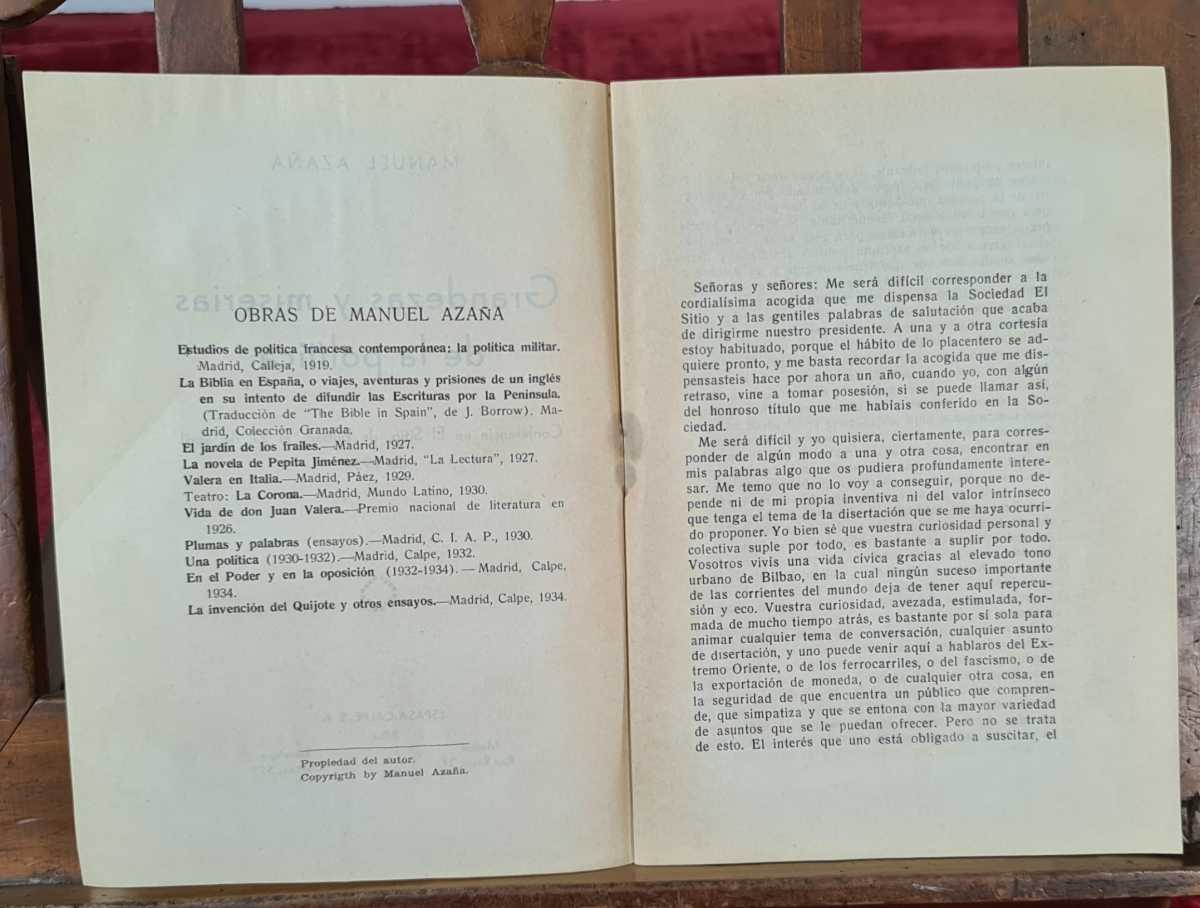 OBRAS DE MANUEL AZAÑA
Estudios de política francesa contemporánea: la política militar.
Madrid, Calleja, 1919.
La Biblia en España, o viajes, aventuras y prisiones de un inglés
en su intento de difundir las Escrituras por la Península.
(Traducción de "The Bible in Spain", de J. Borrow). Ma-
drid, Colección Granada.
El jardín de los frailes.—Madrid, 1927.
La novela de Pepita Jiménez.—Madrid, "La Lectura", 1927.
Valera en Italia.—Madrid, Páez, 1929.
Teatro: La Corona.—Madrid, Mundo Latino, 1930.
Vida de don Juan Valera.—Premio nacional de literatura en
1926.
Plumas y palabras (ensayos).—Madrid, C. I. A. P., 1930.
Una política (1930-1932).—Madrid, Calpe, 1932.
En el Poder y en la oposición (1932-1934).—Madrid, Calpe,
1934.
La invención del Quijote y otros ensayos.—Madrid, Calpe, 1934.
Propiedad del autor.
Copyrigth by Manuel Azaña.
Señoras y señores: Me será difícil corresponder a la
cordialísima acogida que me dispensa la Sociedad El
Sitio y a las gentiles palabras de salutación que acaba
de dirigirme nuestro presidente. A una y a otra cortesía
estoy habituado, porque el hábito de lo placentero se ad-
quiere pronto, y me basta recordar la acogida que me dis-
pensasteis hace por ahora un año, cuando yo, con algún
retraso, vine a tomar posesión, si se puede llamar así,
del honroso título que me habíais conferido en la So-
ciedad.
Me será difícil y yo quisiera, ciertamente, para corres-
ponder de algún modo a una y otra cosa, encontrar en
mis palabras algo que os pudiera profundamente intere-
sar. Me temo que no lo voy a conseguir, porque no de-
pende ni de mi propia inventiva ni del valor intrínseco
que tenga el tema de la disertación que se me haya ocurri-
do proponer. Yo bien sé que vuestra curiosidad personal y
colectiva suple por todo, es bastante a suplir por todo.
Vosotros vivís una vida cívica gracias al elevado tono
urbano de Bilbao, en la cual ningún suceso importante
de las corrientes del mundo deja de tener aquí repercu-
sión y eco. Vuestra curiosidad, avezada, estimulada, for-
mada de mucho tiempo atrás, es bastante por sí sola para
animar cualquier tema de conversación, cualquier asunto
de disertación, y uno puede venir aquí a hablaros del Ex-
tremo Oriente, o de los ferrocarriles, o del fascismo, o de
la exportación de moneda, o de cualquier otra cosa, en
la seguridad de que encuentra un público que compren-
de, que simpatiza y que se entona con la mayor variedad
de asuntos que se le puedan ofrecer. Pero no se trata
de esto. El interés que uno está obligado a suscitar, el